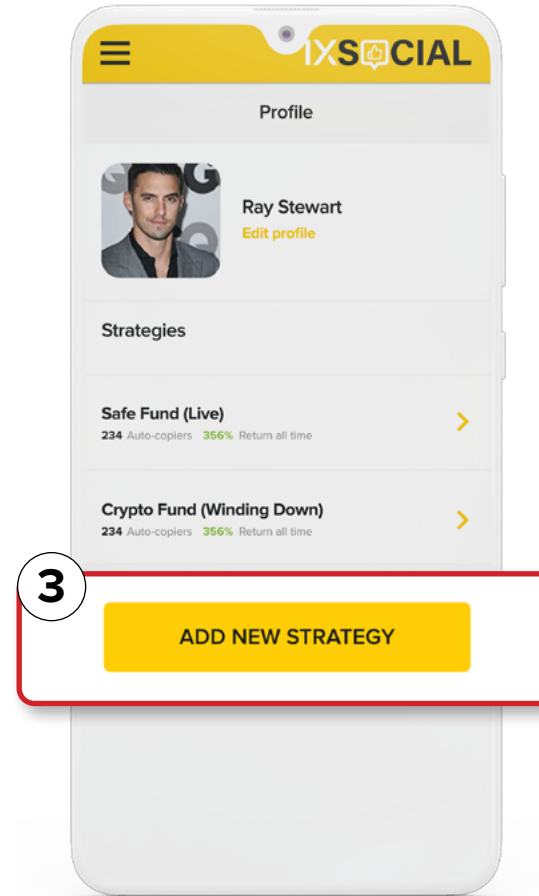 IXSOCIAL
Profile
Ray Stewart
Edit profile
Strategies
Safe Fund (Live)
234 Auto-copiers 356% Return all time
Crypto Fund (Winding Down)
234 Auto-copiers 356% Return all time
3
ADD NEW STRATEGY